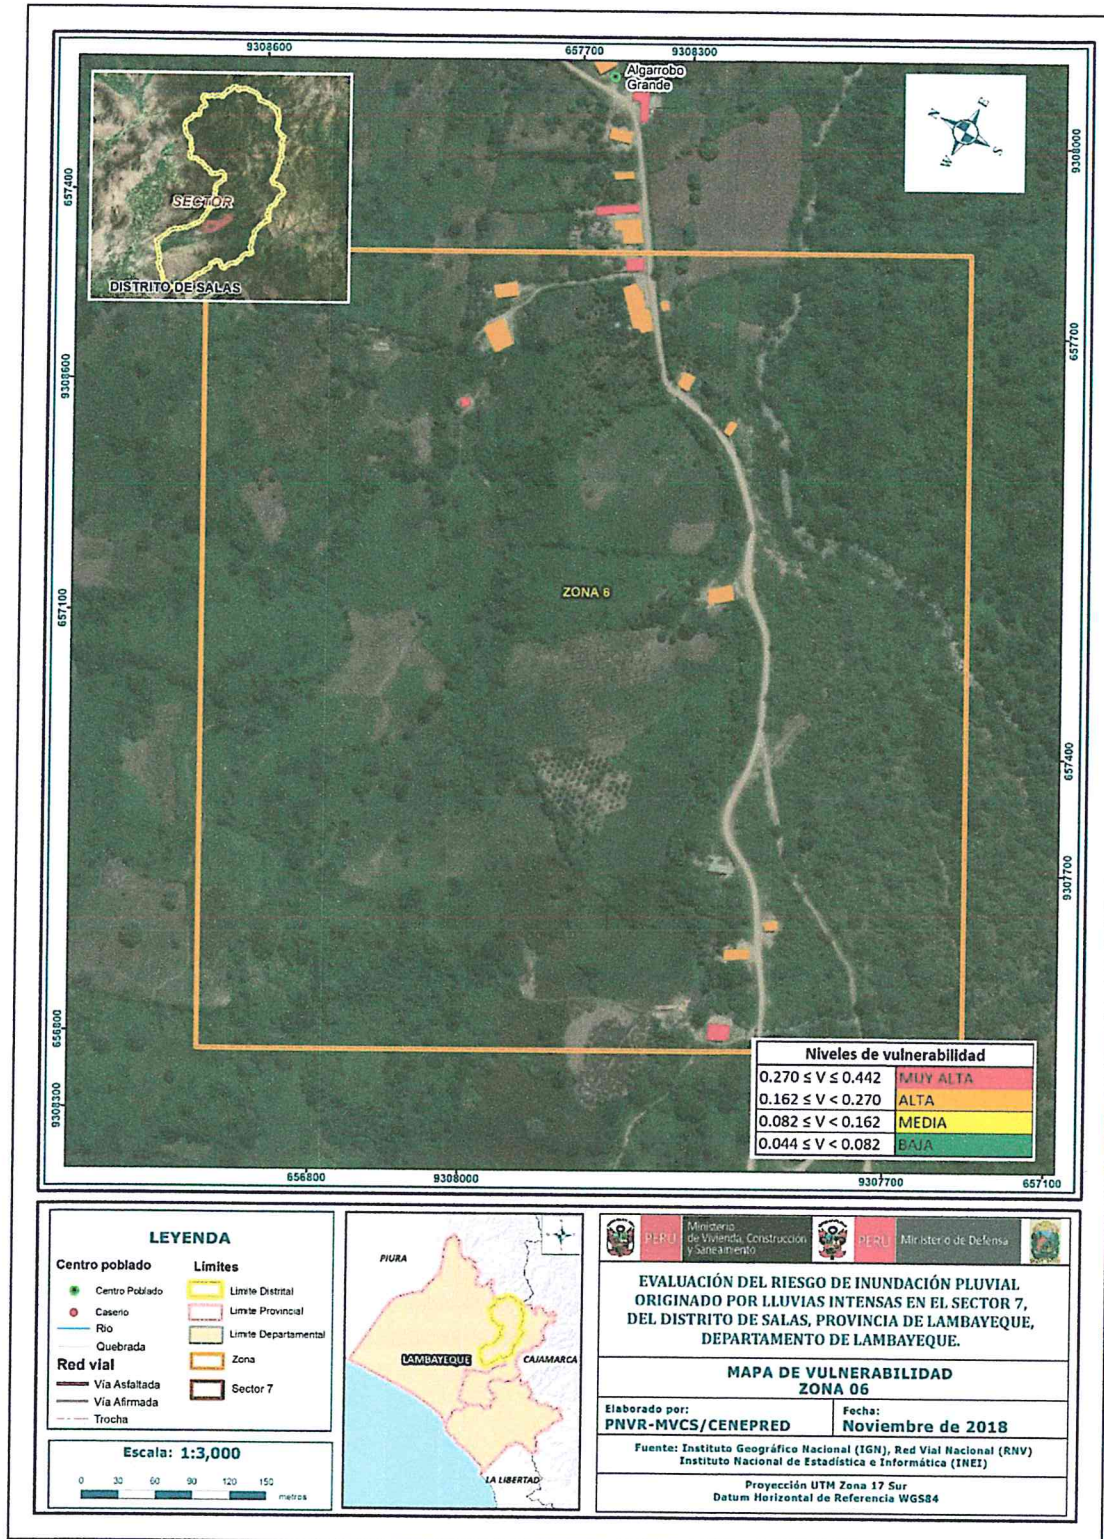 9308600
657700
9308300
Algarrobo
Grande
N
E
W
S
SECTOR
DISTRITO DE SALAS
657400
9308000
9308600
657700
657100
ZONA 6
657400
9307700
656800
9308300
Niveles de vulnerabilidad
0.270 ≤ V ≤ 0.442 MUY ALTA
0.162 ≤ V < 0.270 ALTA
0.082 ≤ V < 0.162 MEDIA
0.044 ≤ V < 0.082 BAJA
656800
9308000
9307700
657100
LEYENDA
Centro poblado
Centro Poblado
Caserio
Rio
Quebrada
Red vial
Vía Asfaltada
Vía Afirmada
Trocha
Límites
Limite Distrital
Limite Provincial
Limite Departamental
Zona
Sector 7
Escala: 1:3,000
0 30 60 90 120 150
metros
PIURA
LAMBAYEQUE
CAJAMARCA
LA LIBERTAD
PERÚ
Ministerio
de Vivienda, Construcción
y Saneamiento
PERÚ
Ministerio de Defensa
EVALUACIÓN DEL RIESGO DE INUNDACIÓN PLUVIAL
ORIGINADO POR LLUVIAS INTENSAS EN EL SECTOR 7,
DEL DISTRITO DE SALAS, PROVINCIA DE LAMBAYEQUE,
DEPARTAMENTO DE LAMBAYEQUE.
MAPA DE VULNERABILIDAD
ZONA 06
Elaborado por:
PNVR-MVCS/CENEPRED
Fecha:
Noviembre de 2018
Fuente: Instituto Geográfico Nacional (IGN), Red Vial Nacional (RNV)
Instituto Nacional de Estadística e Informática (INEI)
Proyección UTM Zona 17 Sur
Datum Horizontal de Referencia WGS84